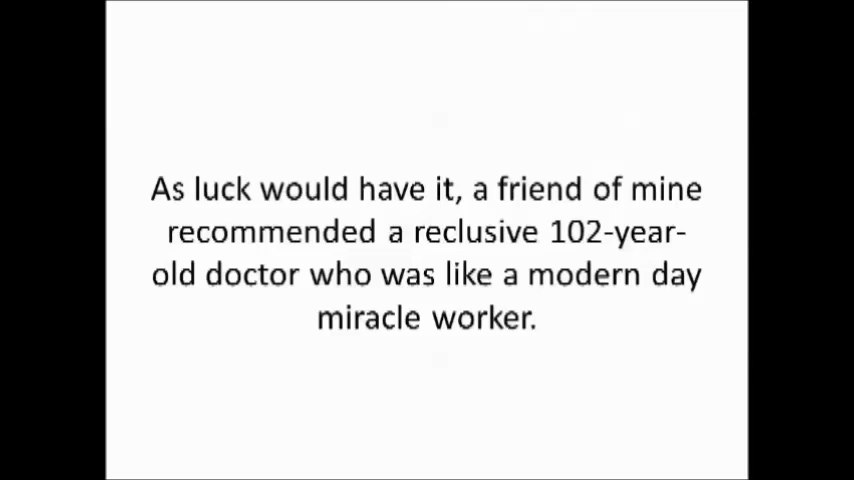 As luck would have it, a friend of mine
recommended a reclusive 102-year-
old doctor who was like a modern day
miracle worker.